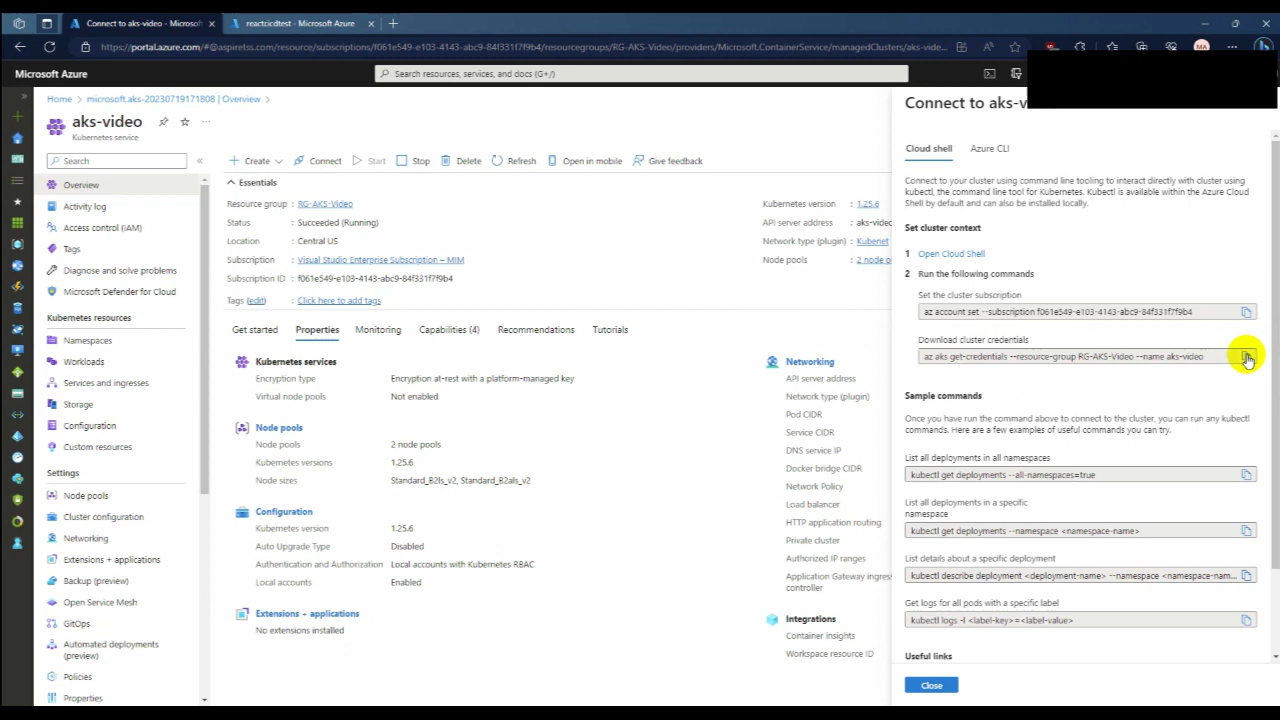 Connect to aks-video - Microsof
reactcicdtest - Microsoft Azure
https://portal.azure.com/#@aspiretss.com/resource/subscriptions/f061e549-e103-4143-abc9-84f331f7f9b4/resourcegroups/RG-AKS-Video/providers/Microsoft.ContainerService/managedClusters/aks-vide...
MA
Microsoft Azure
Search resources, services, and docs (G+/)
Home > microsoft.aks-20230719171808 | Overview >
aks-video
Kubernetes service
Search
Overview
Activity log
Access control (IAM)
Tags
Diagnose and solve problems
Microsoft Defender for Cloud
Kubernetes resources
Namespaces
Workloads
Services and ingresses
Storage
Configuration
Custom resources
Settings
Node pools
Cluster configuration
Networking
Extensions + applications
Backup (preview)
Open Service Mesh
GitOps
Automated deployments
(preview)
Policies
Properties
Create
Connect
Start
Stop
Delete
Refresh
Open in mobile
Give feedback
Essentials
Resource group : RG-AKS-Video
Status : Succeeded (Running)
Location : Central US
Subscription : Visual Studio Enterprise Subscription – MIM
Subscription ID : f061e549-e103-4143-abc9-84f331f7f9b4
Tags (edit) : Click here to add tags
Kubernetes version : 1.25.6
API server address : aks-videc
Network type (plugin) : Kubenet
Node pools : 2 node p
Get started
Properties
Monitoring
Capabilities (4)
Recommendations
Tutorials
Kubernetes services
Encryption type Encryption at-rest with a platform-managed key
Virtual node pools Not enabled
Node pools
Node pools 2 node pools
Kubernetes versions 1.25.6
Node sizes Standard_B2ls_v2, Standard_B2als_v2
Configuration
Kubernetes version 1.25.6
Auto Upgrade Type Disabled
Authentication and Authorization Local accounts with Kubernetes RBAC
Local accounts Enabled
Extensions + applications
No extensions installed
Networking
API server address
Network type (plugin)
Pod CIDR
Service CIDR
DNS service IP
Docker bridge CIDR
Network Policy
Load balancer
HTTP application routing
Private cluster
Authorized IP ranges
Application Gateway ingress
controller
Integrations
Container insights
Workspace resource ID
Connect to aks-v
Cloud shell
Azure CLI
Connect to your cluster using command line tooling to interact directly with cluster using
kubectl, the command line tool for Kubernetes. Kubectl is available within the Azure Cloud
Shell by default and can also be installed locally.
Set cluster context
1 Open Cloud Shell
2 Run the following commands
Set the cluster subscription
az account set --subscription f061e549-e103-4143-abc9-84f331f7f9b4
Download cluster credentials
az aks get-credentials --resource-group RG-AKS-Video --name aks-video
Sample commands
Once you have run the command above to connect to the cluster, you can run any kubectl
commands. Here are a few examples of useful commands you can try.
List all deployments in all namespaces
kubectl get deployments --all-namespaces=true
List all deployments in a specific
namespace
kubectl get deployments --namespace <namespace-name>
List details about a specific deployment
kubectl describe deployment <deployment-name> --namespace <namespace-nam...
Get logs for all pods with a specific label
kubectl logs -l <label-key>=<label-value>
Useful links
Close